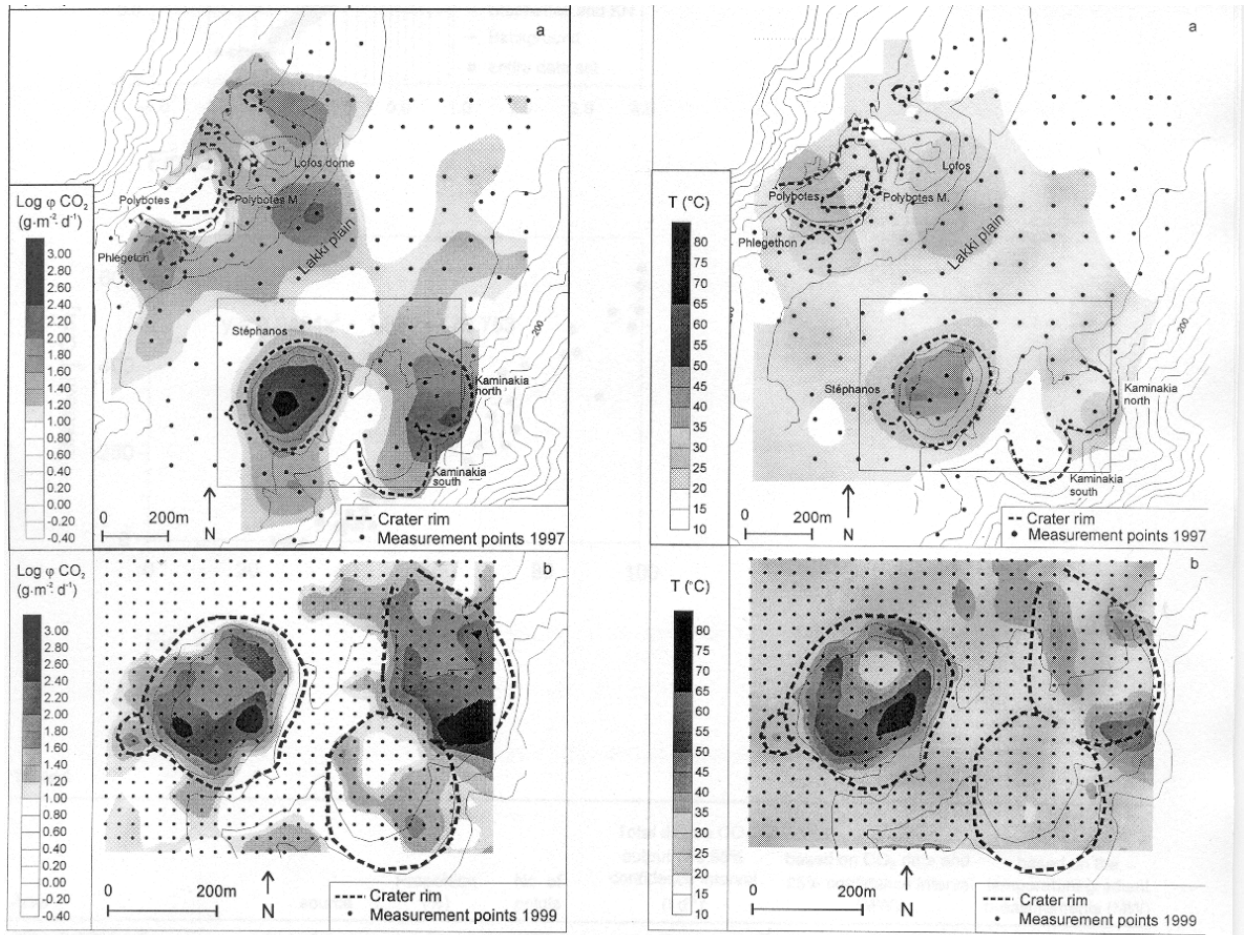 a
Lofos dome
Polybotes
Polybotes M.
Phlegeton
Lakki plain
Stéphanos
200
Kaminakia
north
Kaminakia
south
Log φ CO₂
(g·m⁻²·d⁻¹)
3.00
2.80
2.60
2.40
2.20
2.00
1.80
1.60
1.40
1.20
1.00
0.80
0.60
0.40
0.20
0.00
-0.20
-0.40
0 200m
N
Crater rim
Measurement points 1997
a
Lofos
Polybotes
Polybotes M.
Phlegethon
Lakki plain
Stéphanos
200
Kaminakia
north
Kaminakia
south
T (°C)
80
75
70
65
60
55
50
45
40
35
30
25
20
15
10
0 200m
N
Crater rim
Measurement points 1997
b
Log φ CO₂
(g·m⁻²·d⁻¹)
3.00
2.80
2.60
2.40
2.20
2.00
1.80
1.60
1.40
1.20
1.00
0.80
0.60
0.40
0.20
0.00
-0.20
-0.40
0 200m
N
Crater rim
Measurement points 1999
b
T (°C)
80
75
70
65
60
55
50
45
40
35
30
25
20
15
10
0 200m
N
Crater rim
Measurement points 1999